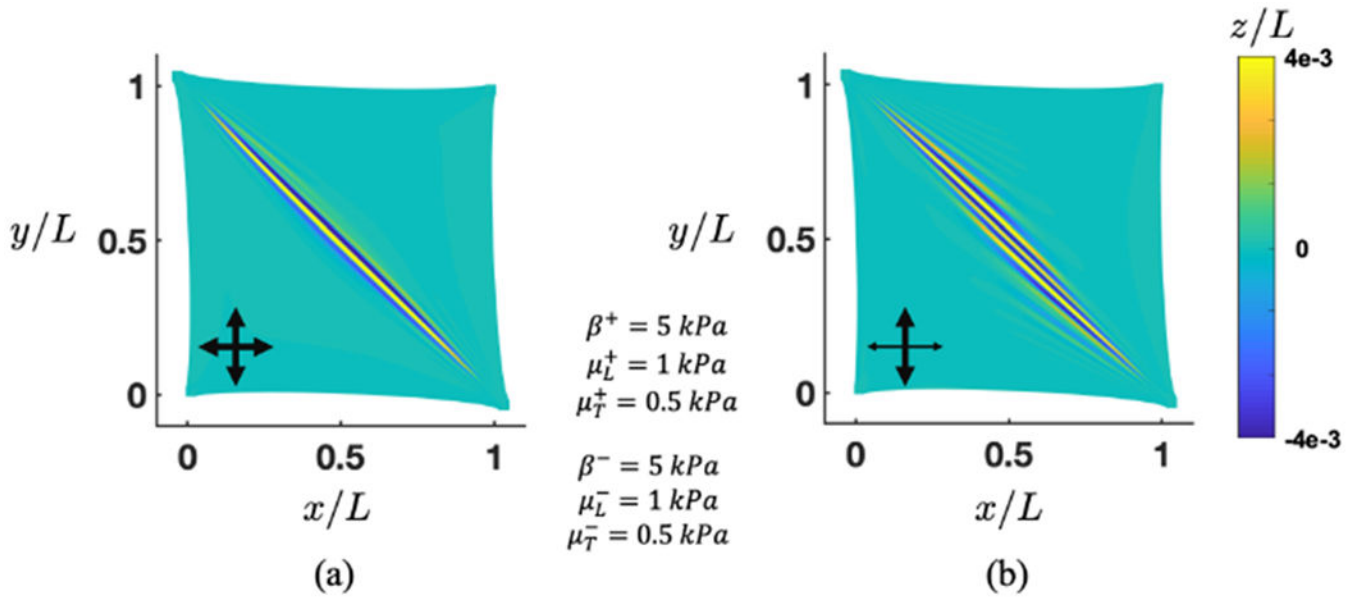 z/L
4e-3
0
-4e-3
1
y/L
0.5
0
0
0.5
1
x/L
(a)
β⁺ = 5 kPa
μ_L⁺ = 1 kPa
μ_T⁺ = 0.5 kPa
β⁻ = 5 kPa
μ_L⁻ = 1 kPa
μ_T⁻ = 0.5 kPa
1
y/L
0.5
0
0
0.5
1
x/L
(b)